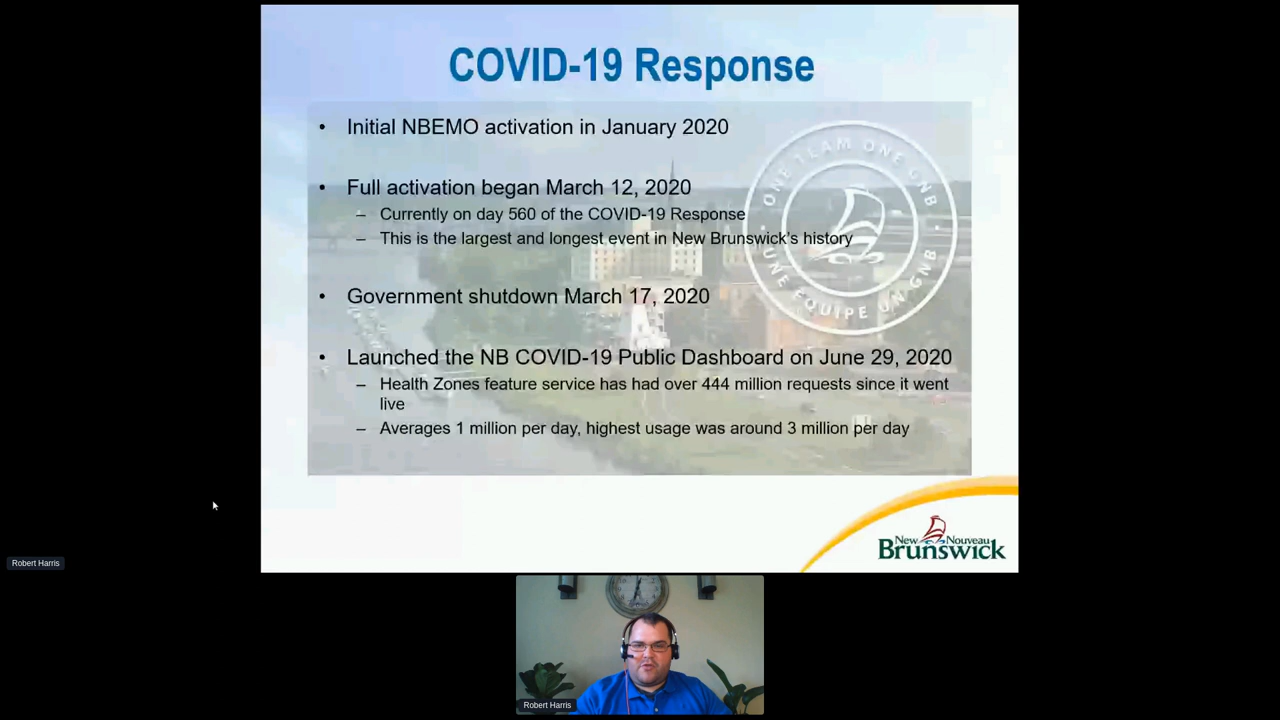 COVID-19 Response
• Initial NBEMO activation in January 2020
• Full activation began March 12, 2020
– Currently on day 560 of the COVID-19 Response
– This is the largest and longest event in New Brunswick's history
• Government shutdown March 17, 2020
• Launched the NB COVID-19 Public Dashboard on June 29, 2020
– Health Zones feature service has had over 444 million requests since it went
live
– Averages 1 million per day, highest usage was around 3 million per day
ONE TEAM ONE GNB
UNE ÉQUIPE UN GNB
New Nouveau
Brunswick
Robert Harris
Robert Harris